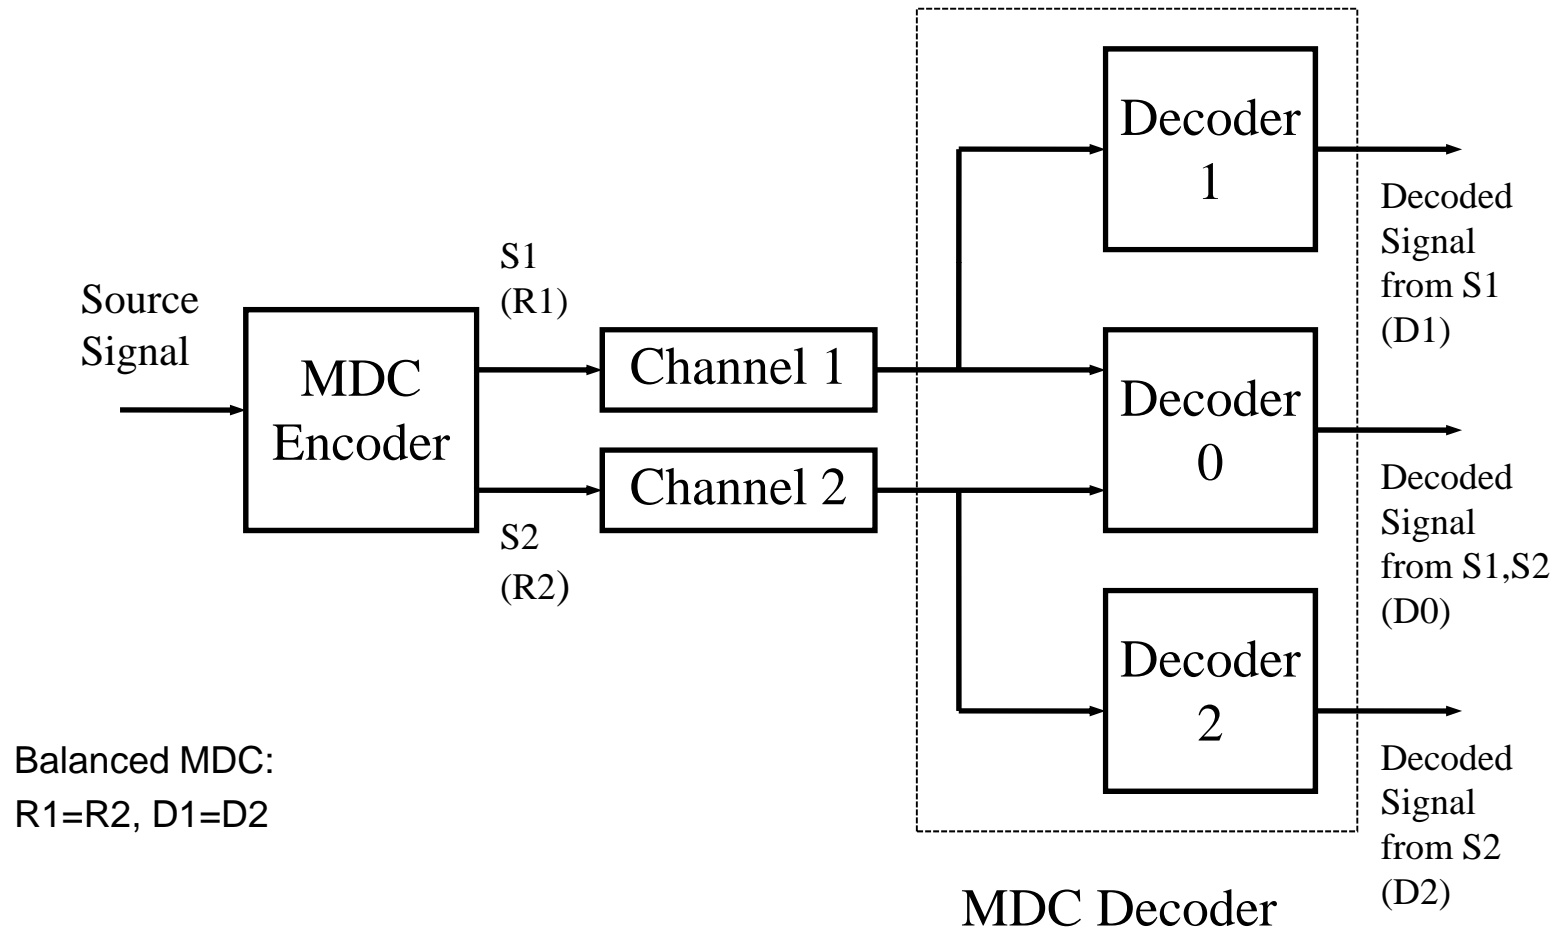 Source
Signal
MDC
Encoder
S1
(R1)
S2
(R2)
Channel 1
Channel 2
Decoder
1
Decoder
0
Decoder
2
Decoded
Signal
from S1
(D1)
Decoded
Signal
from S1,S2
(D0)
Decoded
Signal
from S2
(D2)
Balanced MDC:
R1=R2, D1=D2
MDC Decoder